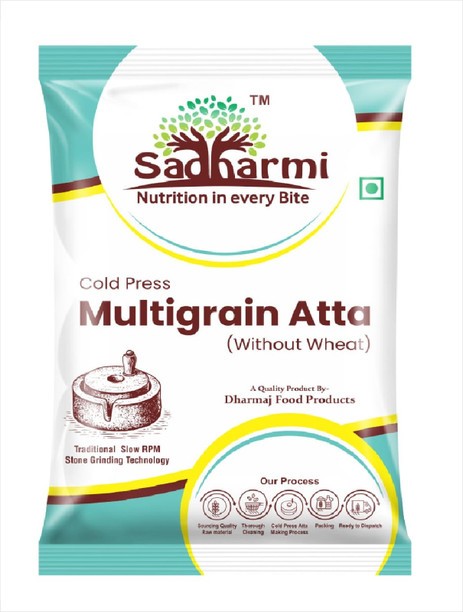 TM
Sadharmi
Nutrition in every Bite
Cold Press
Multigrain Atta
(Without Wheat)
A Quality Product By-
Dharmaj Food Products
Traditional Slow RPM
Stone Grinding Technology
Our Process
Sourcing Quality
Raw material
Thorough
Cleaning
Cold Press Atta
Making Process
Packing
Ready to Dispatch